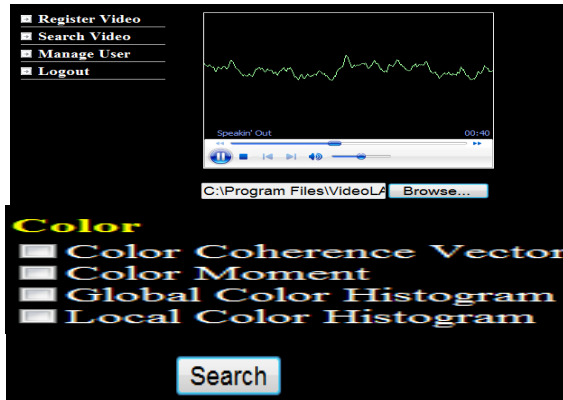 Register Video
Search Video
Manage User
Logout
Speakin' Out 00:40
C:\Program Files\VideoLA Browse...
Color
Color Coherence Vector
Color Moment
Global Color Histogram
Local Color Histogram
Search